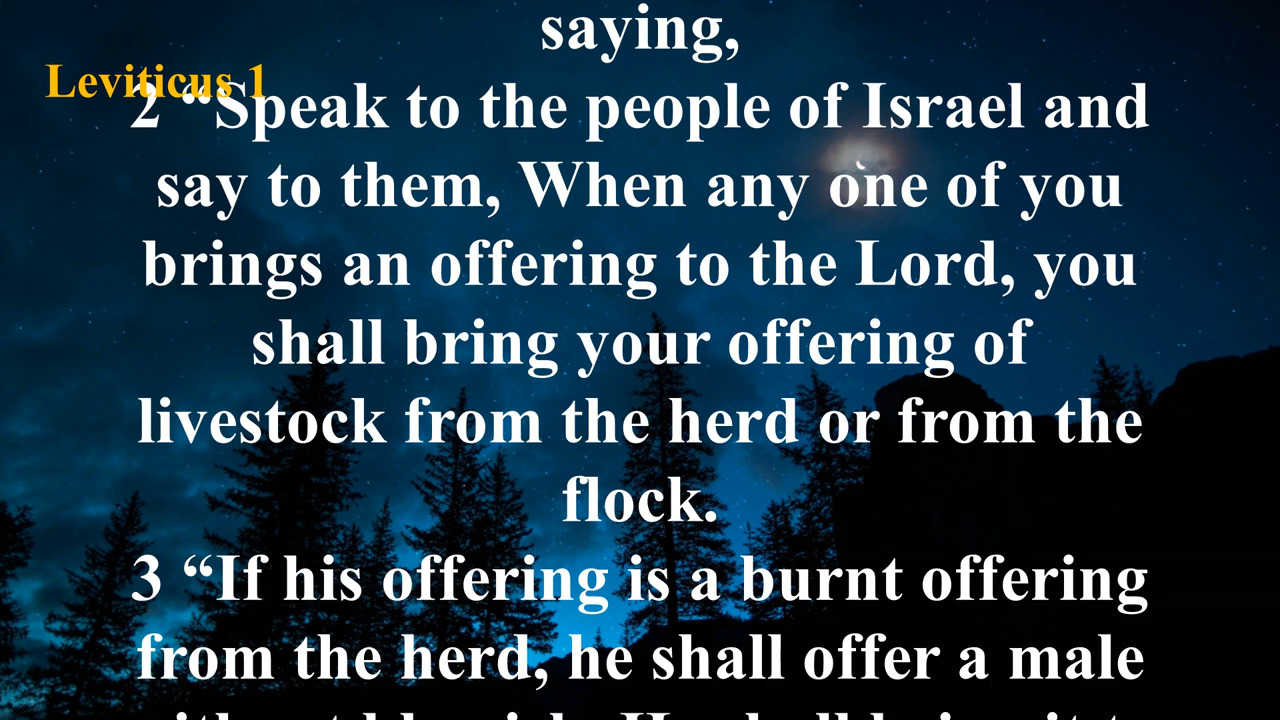 saying,
Leviticus 1
2 “Speak to the people of Israel and
say to them, When any one of you
brings an offering to the Lord, you
shall bring your offering of
livestock from the herd or from the
flock.
3 “If his offering is a burnt offering
from the herd, he shall offer a male